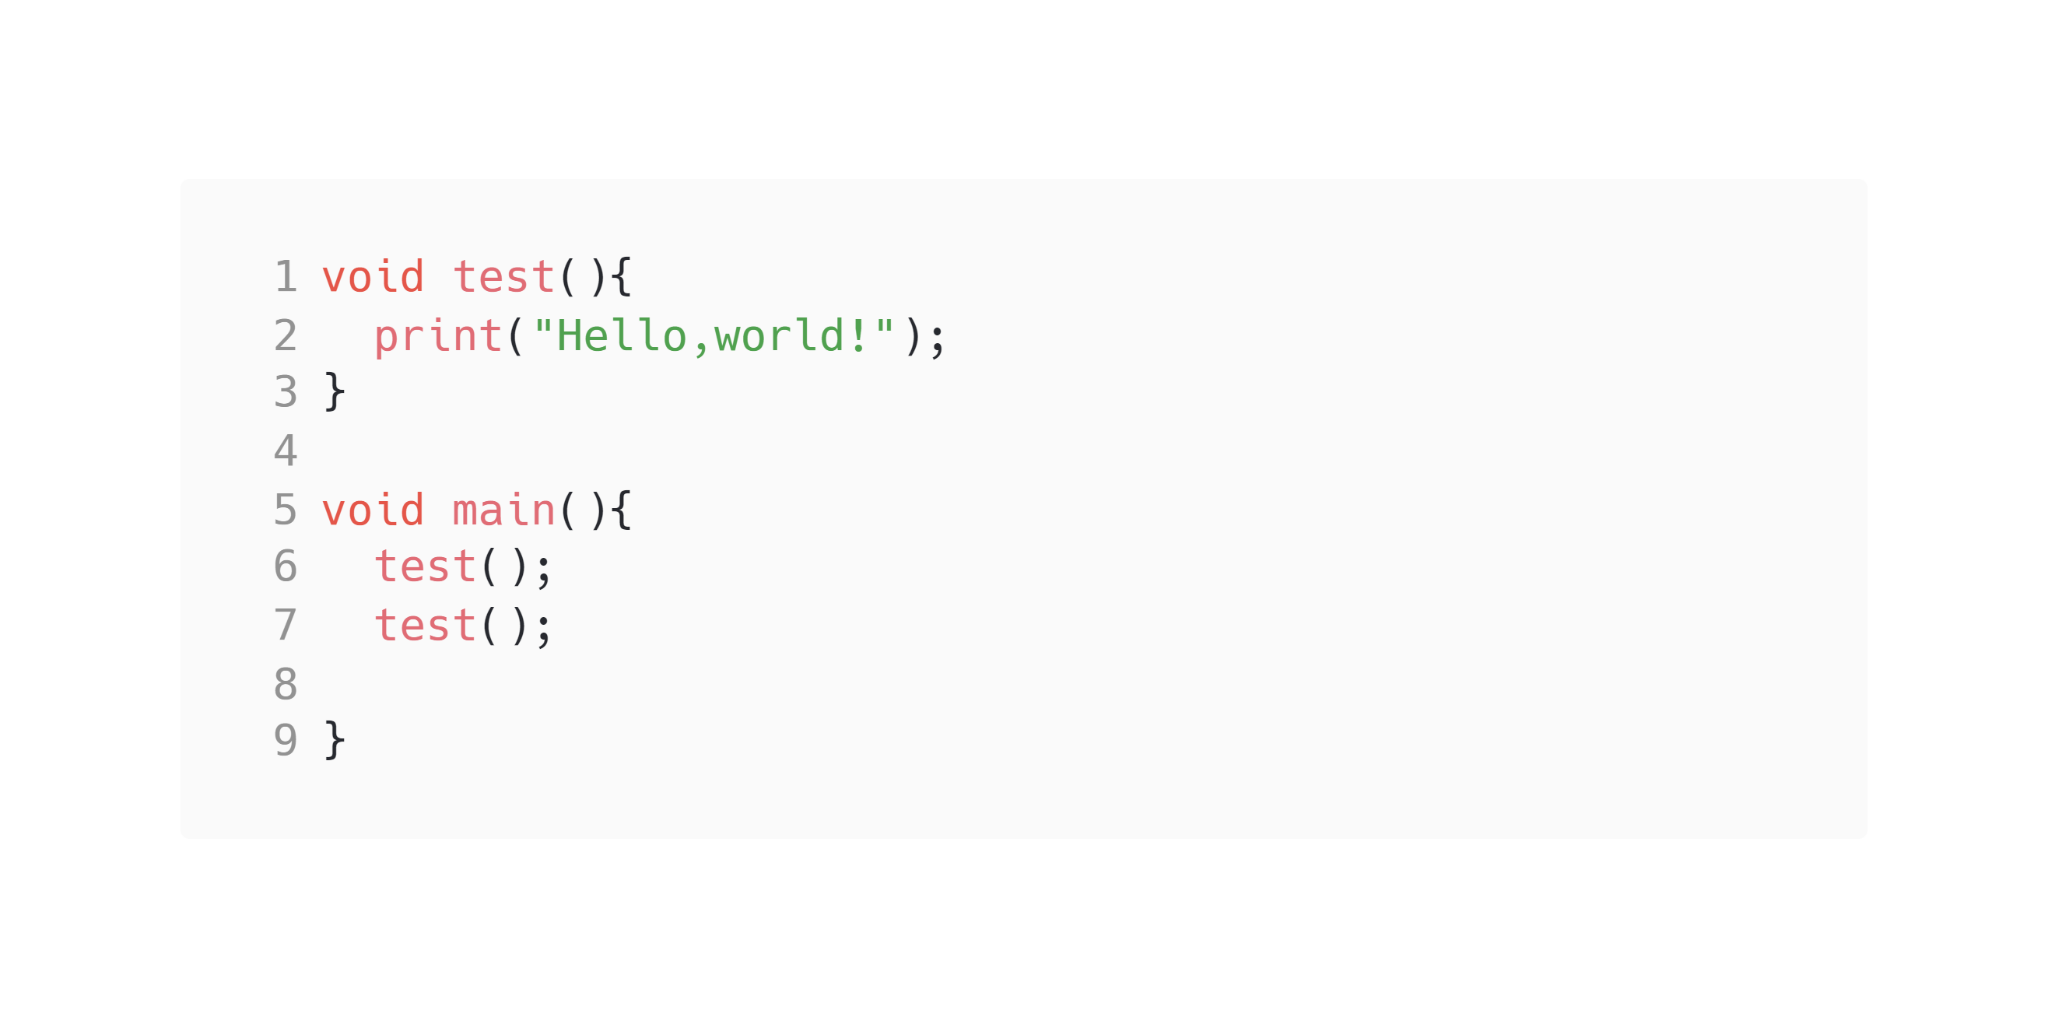 1 void test(){
2   print("Hello,world!");
3 }
4
5 void main(){
6   test();
7   test();
8
9 }